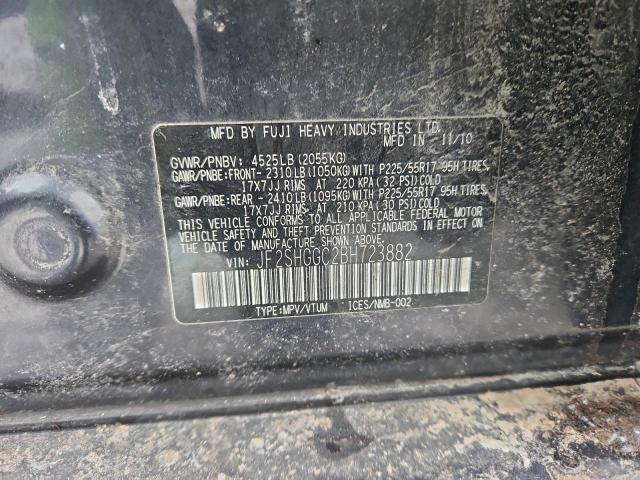 MFD BY FUJI HEAVY INDUSTRIES LTD.
MFD IN - 11/10
GVWR/PNBV: 4525LB (2055KG)
GAWR/PNBE:FRONT- 2310LB (1050KG)WITH P225/55R17 95H TIRES,
17X7JJ RIMS AT 220 KPA (32 PSI)COLD
GAWR/PNBE:REAR - 2410LB (1095KG)WITH P225/55R17 95H TIRES,
17X7JJ RIMS AT 210 KPA (30 PSI)COLD
THIS VEHICLE CONFORMS TO ALL APPLICABLE FEDERAL MOTOR
VEHICLE SAFETY AND THEFT PREVENTION STANDARDS IN EFFECT ON
THE DATE OF MANUFACTURE SHOWN ABOVE.
VIN: JF2SHGGC2BH723882
TYPE:MPV/VTUM ICES/NMB-002